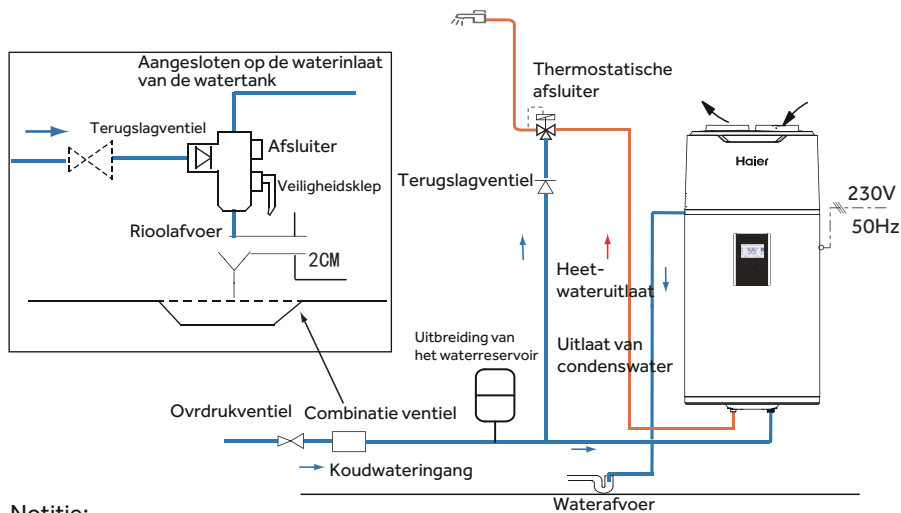 Aangesloten op de waterinlaat
van de watertank
Terugslagventiel
Afsluiter
Veiligheidsklep
Rioolafvoer
2CM
Thermostatische
afsluiter
Terugslagventiel
Haier
230V
50Hz
55
Heet-
wateruitlaat
Uitlaat van
condenswater
Uitbreiding van
het waterreservoir
Ovrdrukventiel
Combinatie ventiel
Koudwateringang
Waterafvoer
Notitie: